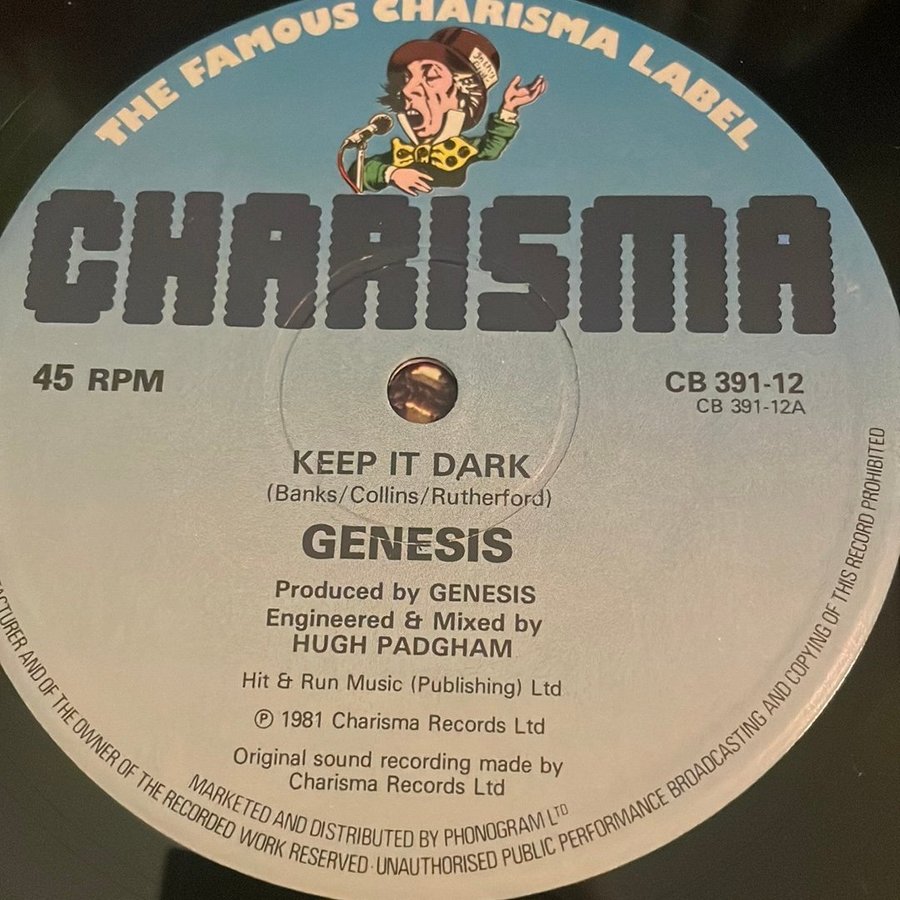 THE FAMOUS CHARISMA LABEL
CHARISMA
45 RPM
CB 391-12
CB 391-12A
KEEP IT DARK
(Banks/Collins/Rutherford)
GENESIS
Produced by GENESIS
Engineered & Mixed by
HUGH PADGHAM
Hit & Run Music (Publishing) Ltd
℗ 1981 Charisma Records Ltd
Original sound recording made by
Charisma Records Ltd
MARKETED AND DISTRIBUTED BY PHONOGRAM LTD
AND OF THE OWNER OF THE RECORDED WORK RESERVED · UNAUTHORISED PUBLIC PERFORMANCE BROADCASTING AND COPYING OF THIS RECORD PROHIBITED